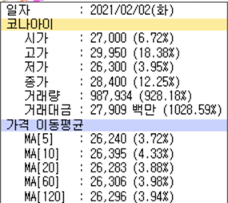 일자 : 2021/02/02(화)
코나아이
시가 : 27,000 (6.72%)
고가 : 29,950 (18.38%)
저가 : 26,300 (3.95%)
종가 : 28,400 (12.25%)
거래량 : 987,934 (928.18%)
거래대금 : 27,909 백만 (1028.59%)
가격 이동평균
MA[5] : 26,240 (3.72%)
MA[10] : 26,395 (4.33%)
MA[20] : 26,283 (3.88%)
MA[60] : 26,306 (3.98%)
MA[120] : 26,296 (3.94%)